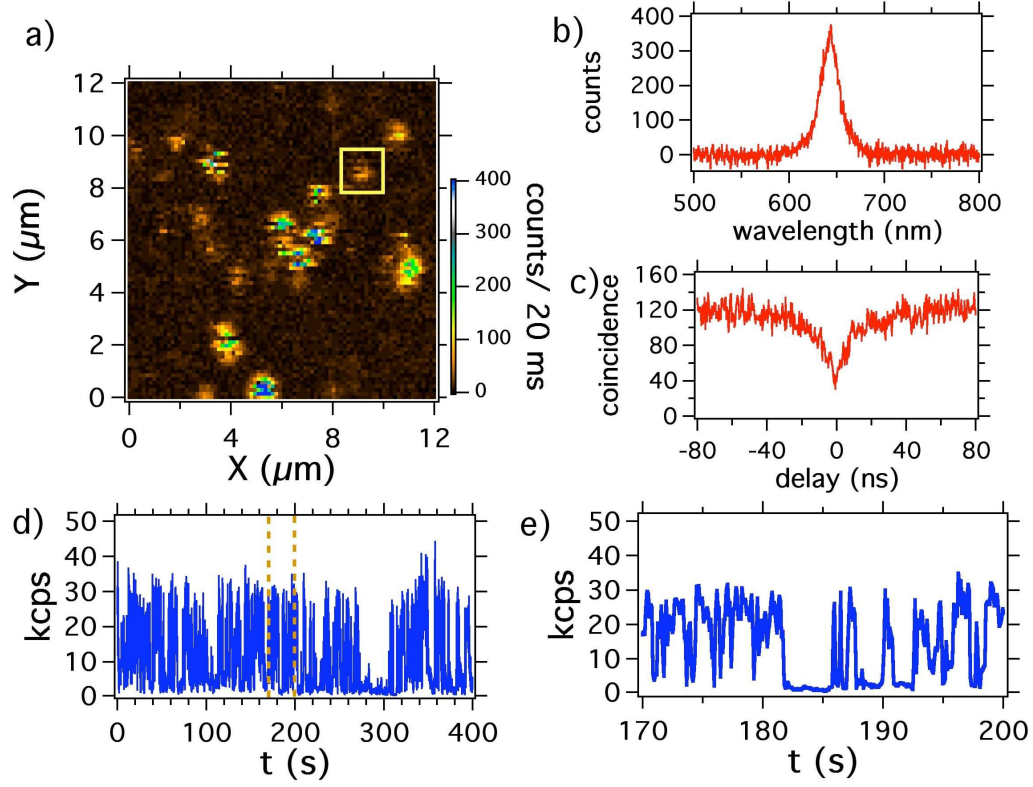 a)
12
10
8
6
4
2
0
Y (µm)
0 4 8 12
X (µm)
400
300
200
100
0
counts/ 20 ms
b)
400
300
200
100
0
counts
500 600 700 800
wavelength (nm)
c)
160
120
80
40
0
coincidence
-80 -40 0 40 80
delay (ns)
d)
50
40
30
20
10
0
kcps
0 100 200 300 400
t (s)
e)
50
40
30
20
10
0
kcps
170 180 190 200
t (s)